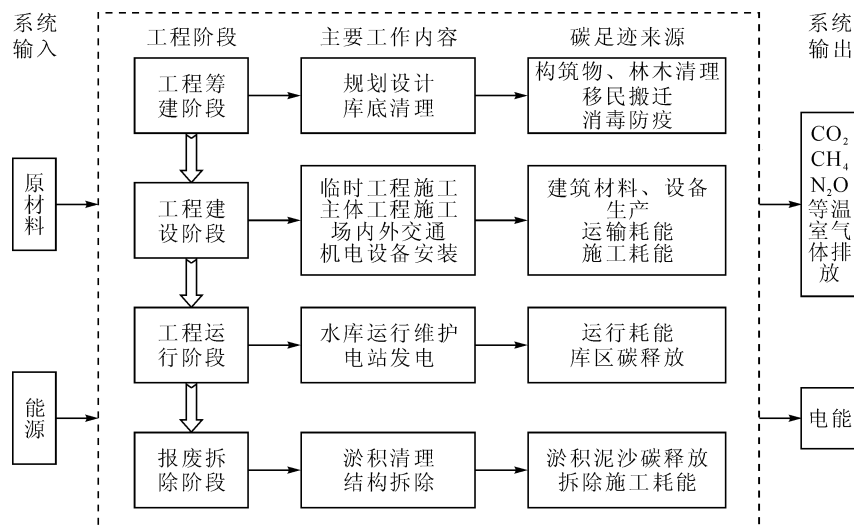 系统
输入
工程阶段
主要工作内容
碳足迹来源
系统
输出
工程筹
建阶段
规划设计
库底清理
构筑物、林木清理
移民搬迁
消毒防疫
原
材
料
工程建
设阶段
临时工程施工
主体工程施工
场内外交通
机电设备安装
建筑材料、设备
生产
运输耗能
施工耗能
CO₂
CH₄
N₂O
等温
室气
体排
放
工程运
行阶段
水库运行维护
电站发电
运行耗能
库区碳释放
能
源
电能
报废拆
除阶段
淤积清理
结构拆除
淤积泥沙碳释放
拆除施工耗能